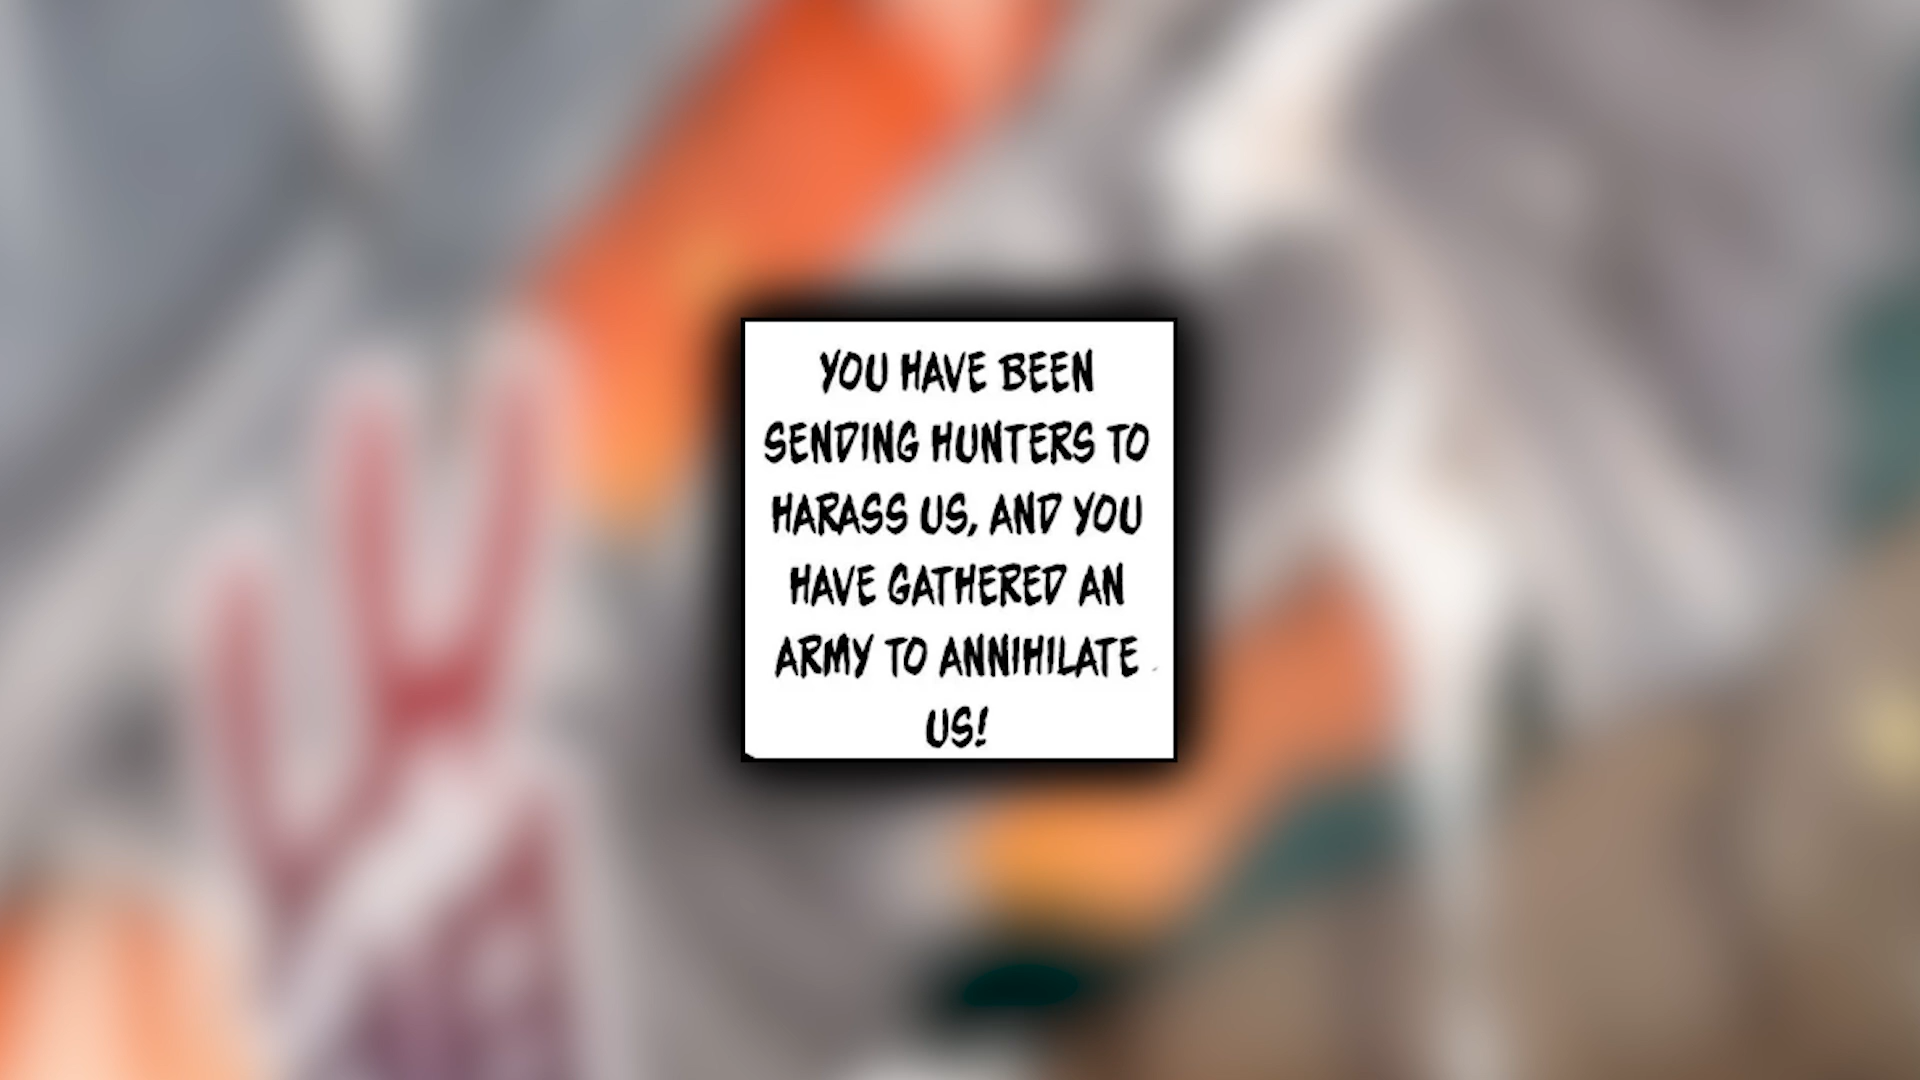 YOU HAVE BEEN
SENDING HUNTERS TO
HARASS US, AND YOU
HAVE GATHERED AN
ARMY TO ANNIHILATE
US!